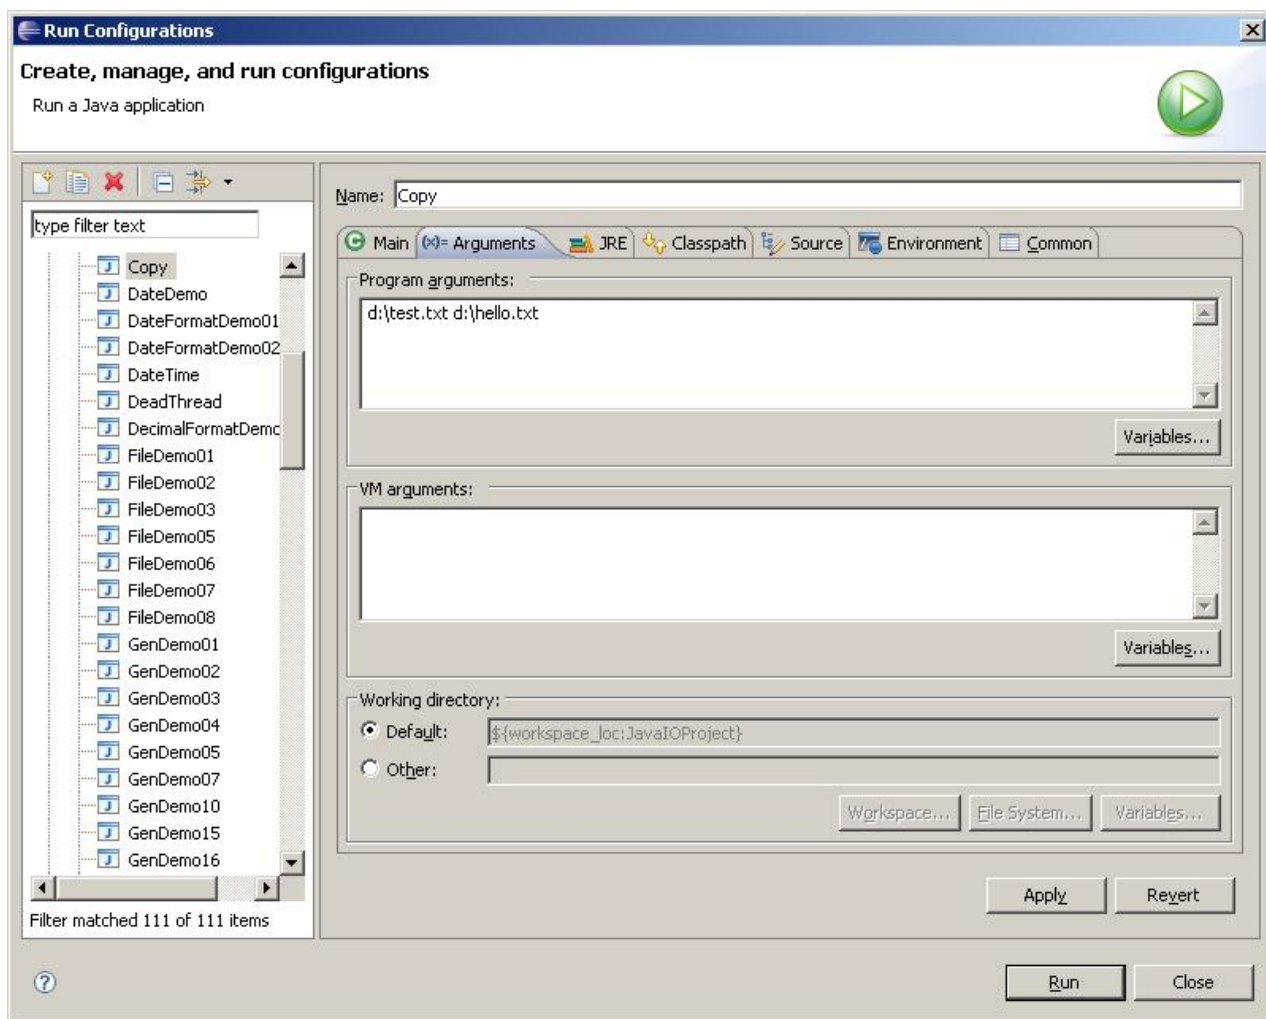 Run Configurations
Create, manage, and run configurations
Run a Java application
type filter text
Copy
DateDemo
DateFormatDemo01
DateFormatDemo02
DateTime
DeadThread
DecimalFormatDemo
FileDemo01
FileDemo02
FileDemo03
FileDemo05
FileDemo06
FileDemo07
FileDemo08
GenDemo01
GenDemo02
GenDemo03
GenDemo04
GenDemo05
GenDemo07
GenDemo10
GenDemo15
GenDemo16
Filter matched 111 of 111 items
Name: Copy
Main (x)= Arguments JRE Classpath Source Environment Common
Program arguments:
d:\test.txt d:\hello.txt
Variables...
VM arguments:
Variables...
Working directory:
Default: ${workspace_loc:JavaIOProject}
Other:
Workspace... File System... Variables...
Apply Revert
Run Close